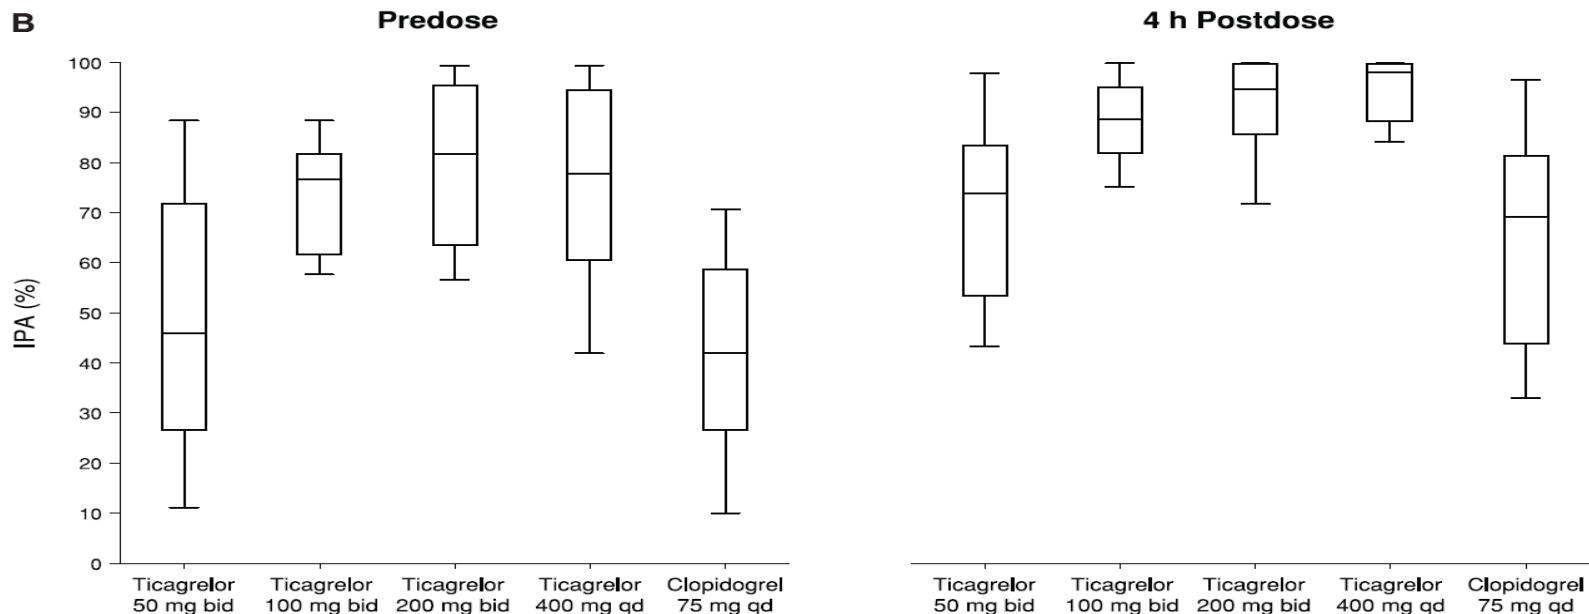 B
Predose
4 h Postdose
IPA (%)
100
90
80
70
60
50
40
30
20
10
0
Ticagrelor
50 mg bid
Ticagrelor
100 mg bid
Ticagrelor
200 mg bid
Ticagrelor
400 mg qd
Clopidogrel
75 mg qd
Ticagrelor
50 mg bid
Ticagrelor
100 mg bid
Ticagrelor
200 mg bid
Ticagrelor
400 mg qd
Clopidogrel
75 mg qd